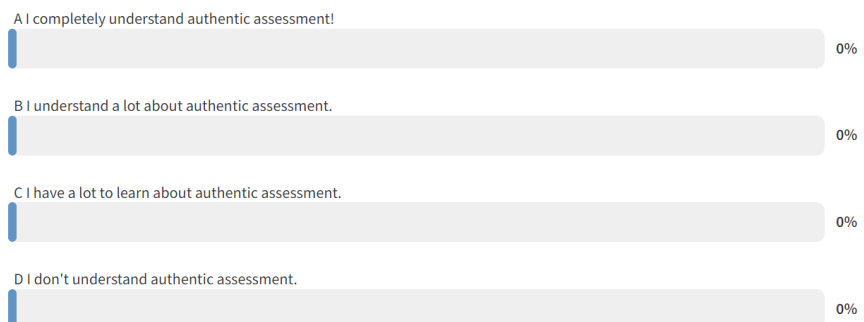 A I completely understand authentic assessment!
0%
B I understand a lot about authentic assessment.
0%
C I have a lot to learn about authentic assessment.
0%
D I don't understand authentic assessment.
0%